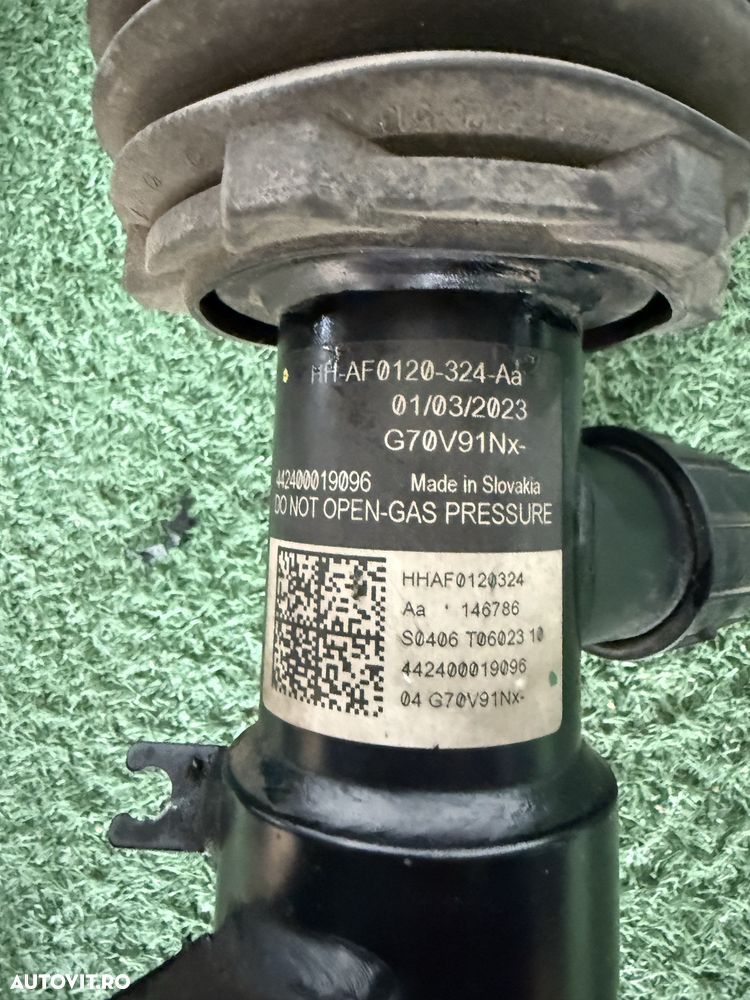 HH-AF0120-324-Aa
01/03/2023
G70V91Nx-
442400019096 Made in Slovakia
DO NOT OPEN-GAS PRESSURE
HHAF0120324
Aa 146786
S0406 T06023 10
442400019096
04 G70V91Nx-
AUTOVIT.RO